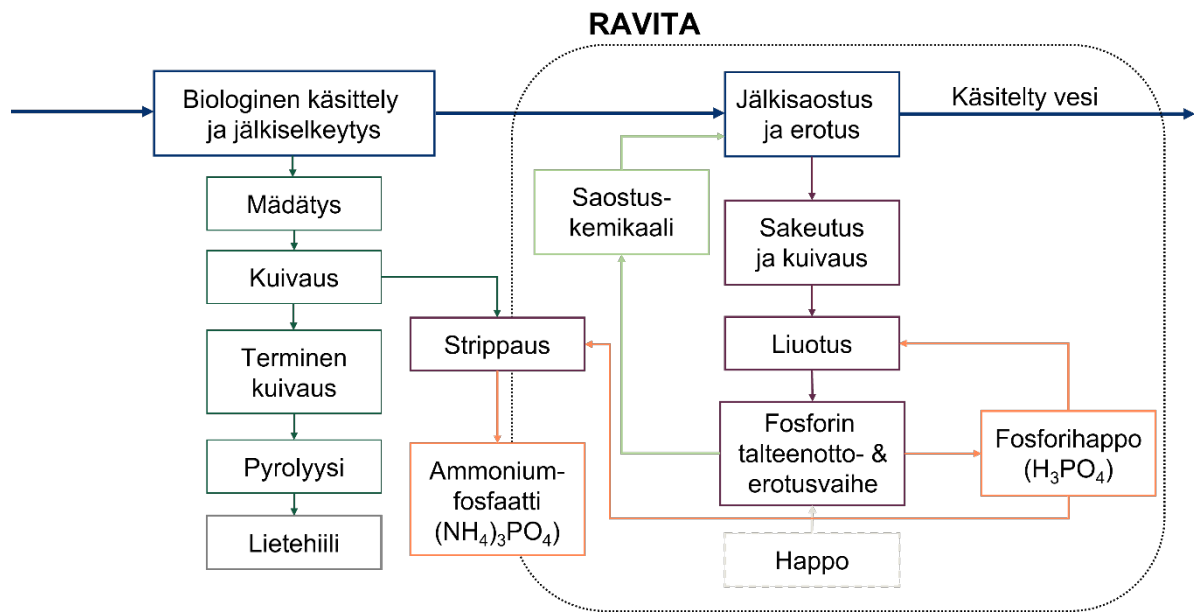 RAVITA
Biologinen käsittely
ja jälkiselkeytys
Jälkisaostus
ja erotus
Käsitelty vesi
Mädätys
Saostus-
kemikaali
Sakeutus
ja kuivaus
Kuivaus
Strippaus
Liuotus
Terminen
kuivaus
Fosforin
talteenotto- &
erotusvaihe
Fosforihappo
(H₃PO₄)
Pyrolyysi
Ammonium-
fosfaatti
(NH₄)₃PO₄)
Lietehiili
Happo